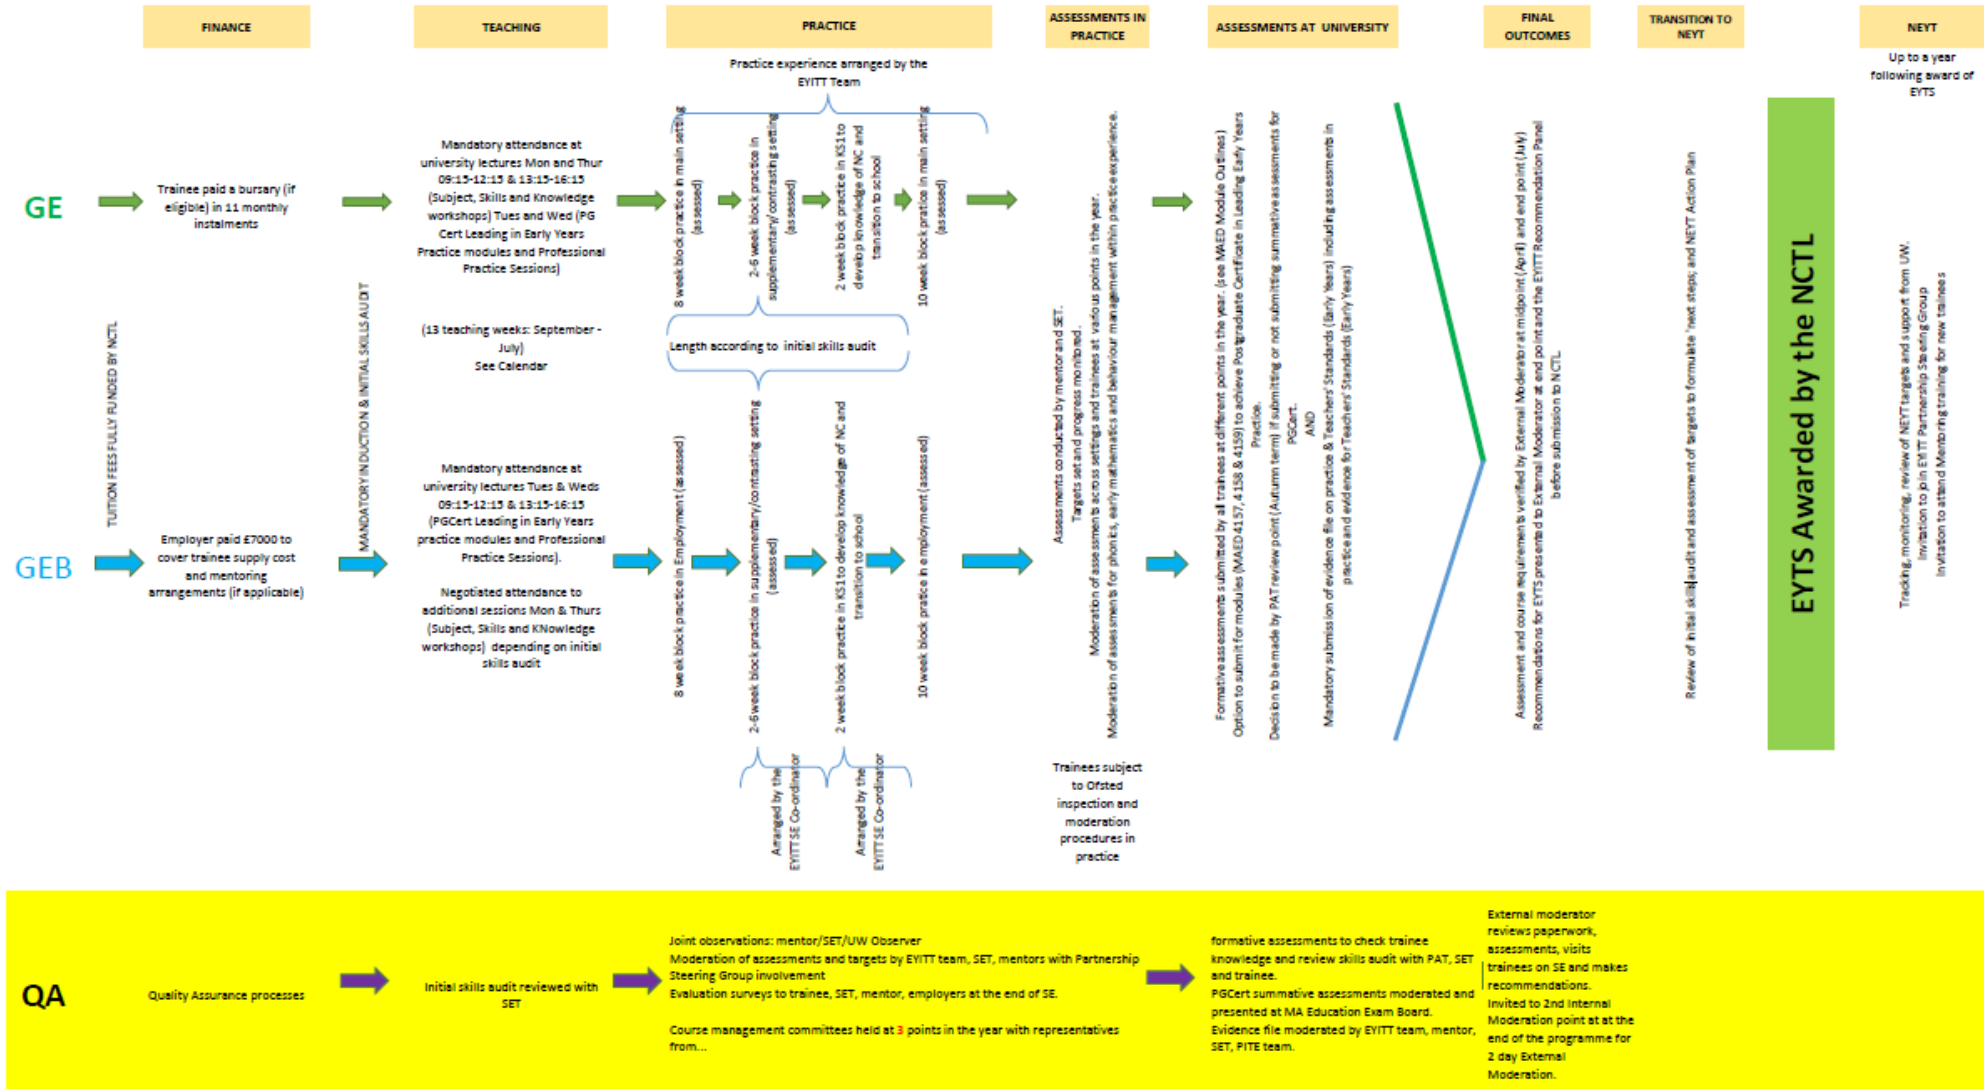 FINANCE
TEACHING
PRACTICE
ASSESSMENTS IN
PRACTICE
ASSESSMENTS AT UNIVERSITY
FINAL
OUTCOMES
TRANSITION TO
NEYT
NEYT
Up to a year
following award of
EYTS
Practice experience arranged by the
EYITT Team
GE
TUITION FEES FULLY FUNDED BY NCTL
Trainee paid a bursary (if
eligible) in 11 monthly
instalments
MANDATORY INDUCTION & INITIAL SKILLS AUDIT
Mandatory attendance at
university lectures Mon and Thur
09:15-12:15 & 13:15-16:15
(Subject, Skills and Knowledge
workshops) Tues and Wed (PG
Cert Leading in Early Years
Practice modules and Professional
Practice Sessions)
(13 teaching weeks: September -
July)
See Calendar
8 week block practice in main setting
(assessed)
2-6 week block practice in
supplementary/contrasting setting
(assessed)
2 week block practice in KS1 to
develop knowledge of NC and
transition to school
10 week block pratice in main setting
(assessed)
Length according to initial skills audit
GEB
Employer paid £7000 to
cover trainee supply cost
and mentoring
arrangements (if applicable)
Mandatory attendance at
university lectures Tues & Weds
09:15-12:15 & 13:15-16:15
(PGCert Leading in Early Years
practice modules and Professional
Practice Sessions).
Negotiated attendance to
additional sessions Mon & Thurs
(Subject, Skills and KNowledge
workshops) depending on initial
skills audit
8 week block practice in Employment (assessed)
2-6 week block practice in supplementary/contrasting setting
(assessed)
2 week block practice in KS1 to develop knowledge of NC and
transition to school
10 week block pratice in employment (assessed)
Arranged by the
EYITT SE Co-ordinator
Arranged by the
EYITT SE Co-ordinator
Assessments conducted by mentor and SET.
Targets set and progress monitored.
Moderation of assessments across settings and trainees at various points in the year.
Moderation of assessments for phonics, early mathematics and behaviour management within practice experience.
Trainees subject
to Ofsted
inspection and
moderation
procedures in
practice
Formative assessments submitted by all trainees at different points in the year. (see MAED Module Outlines)
Option to submit for modules (MAED 4157, 4158 & 4159) to achieve Postgraduate Certificate in Leading Early Years
Practice.
Decision to be made by PAT review point (Autumn term) if submitting or not submitting summative assessments for
PGCert.
AND
Mandatory submission of evidence file on practice & Teachers' Standards (Early Years) including assessments in
practice and evidence for Teachers' Standards (Early Years)
Assessment and course requirements verified by External Moderator at midpoint (April) and end point (July)
Recommendations for EYTS presented to External Moderator at end point and the EYITT Recommendation Panel
before submission to NCTL.
Review of initial skills audit and assessment of targets to formulate 'next steps; and NEYT Action Plan
EYTS Awarded by the NCTL
Tracking, monitoring, review of NEYT targets and support from UW.
Invitation to join EYITT Partnership Steering Group
Invitation to attend Mentoring training for new trainees
QA
Quality Assurance processes
Initial skills audit reviewed with
SET
Joint observations: mentor/SET/UW Observer
Moderation of assessments and targets by EYITT team, SET, mentors with Partnership
Steering Group involvement
Evaluation surveys to trainee, SET, mentor, employers at the end of SE.
Course management committees held at 3 points in the year with representatives
from...
formative assessments to check trainee
knowledge and review skills audit with PAT, SET
and trainee.
PGCert summative assessments moderated and
presented at MA Education Exam Board.
Evidence file moderated by EYITT team, mentor,
SET, PITE team.
External moderator
reviews paperwork,
assessments, visits
trainees on SE and makes
recommendations.
Invited to 2nd Internal
Moderation point at at the
end of the programme for
2 day External
Moderation.